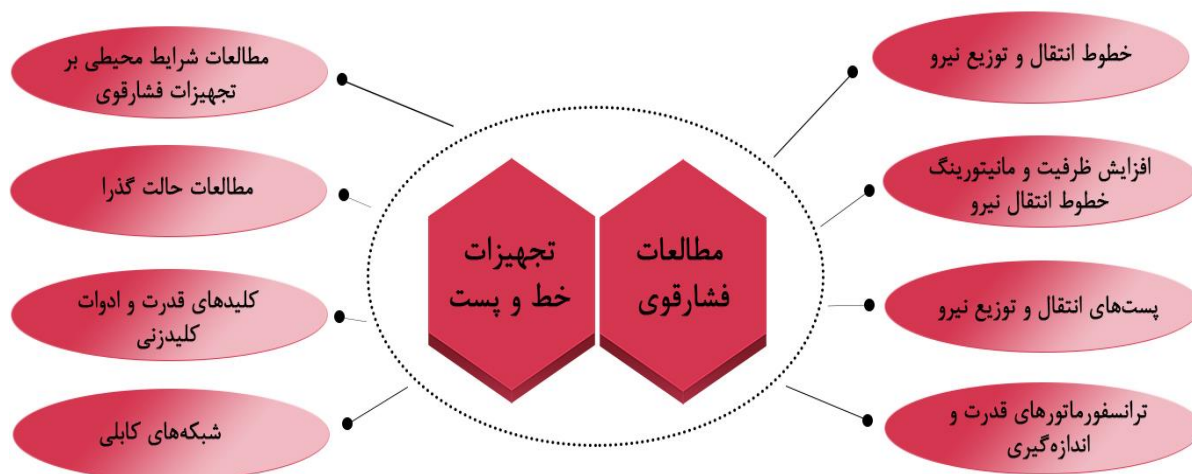 خطوط انتقال و توزیع نیرو
افزایش ظرفیت و مانیتورینگ
خطوط انتقال نیرو
پست‌های انتقال و توزیع نیرو
ترانسفورماتورهای قدرت و
اندازه‌گیری
مطالعات
فشارقوی
تجهیزات
خط و پست
مطالعات شرایط محیطی بر
تجهیزات فشارقوی
مطالعات حالت گذرا
کلیدهای قدرت و ادوات
کلیدزنی
شبکه‌های کابلی